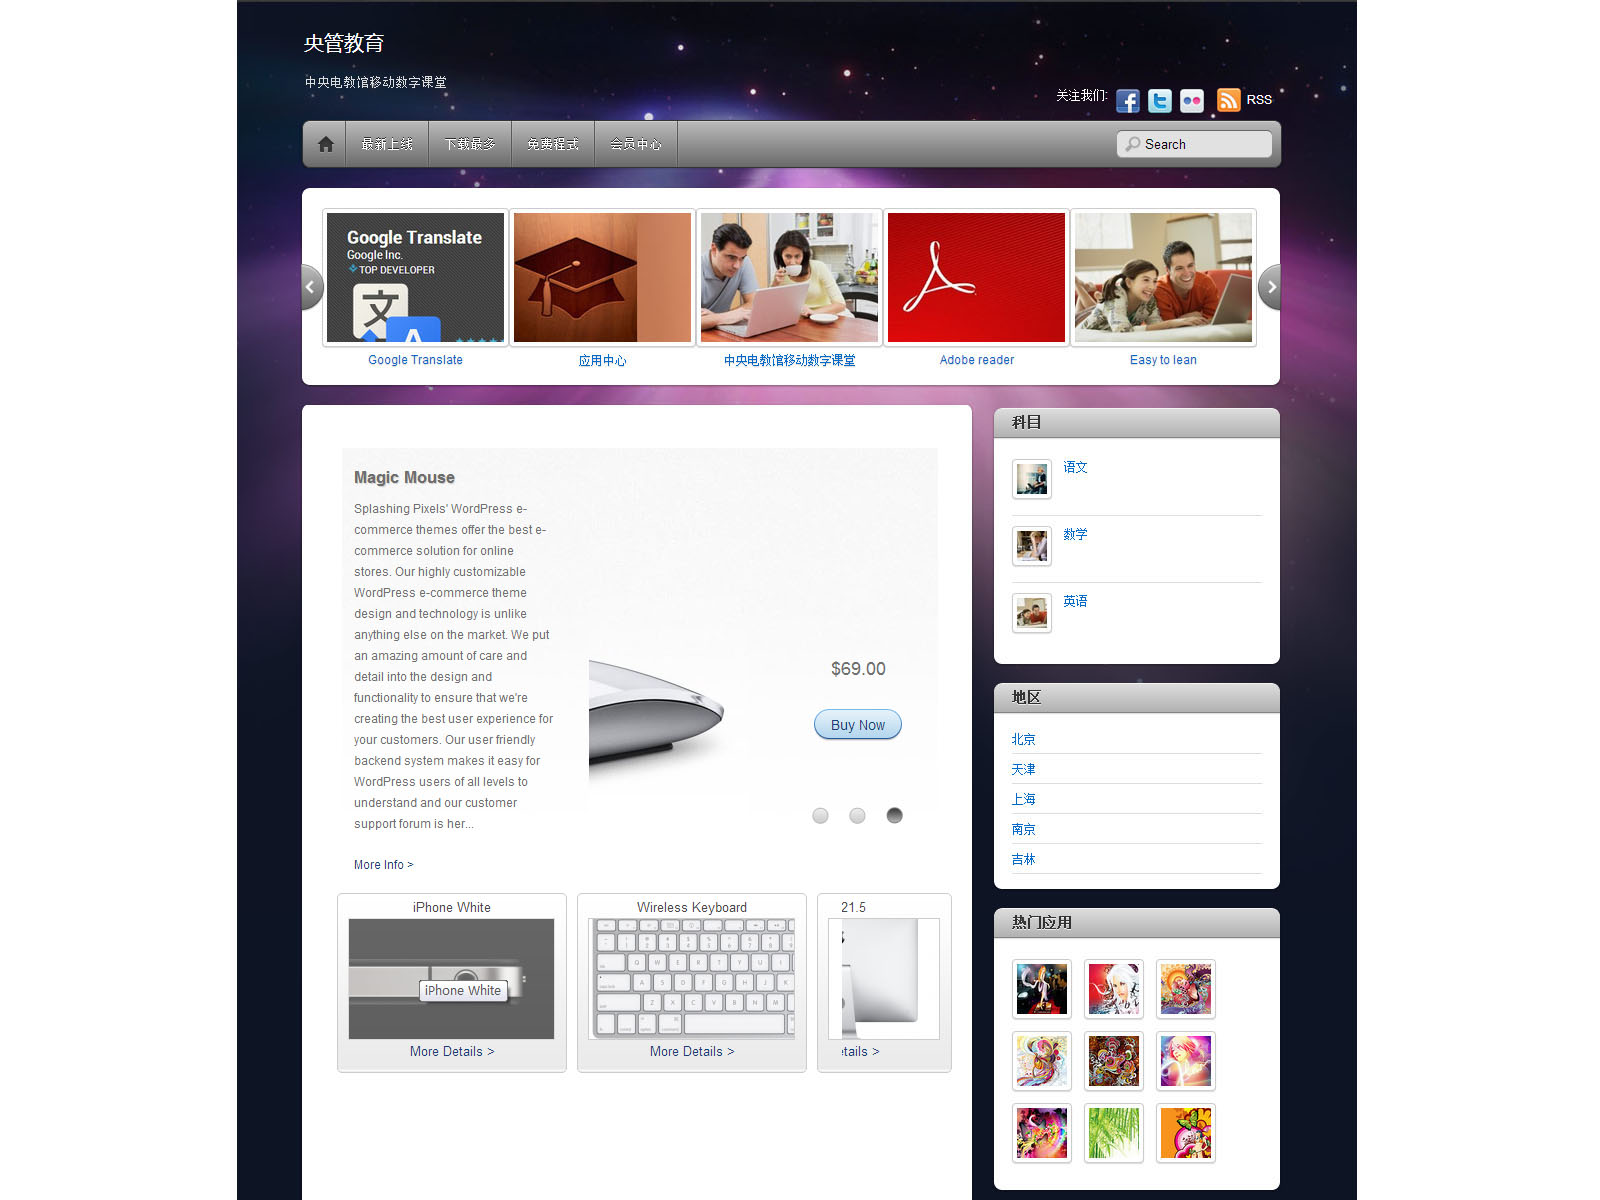 央管教育
中央电教馆移动数字课堂
关注我们:
RSS
最新上线
下载最多
免费程式
会员中心
Search
Google Translate
Google Inc.
TOP DEVELOPER
文
A
Google Translate
应用中心
中央电教馆移动数字课堂
Adobe reader
Easy to lean
Magic Mouse
Splashing Pixels' WordPress e-
commerce themes offer the best e-
commerce solution for online
stores. Our highly customizable
WordPress e-commerce theme
design and technology is unlike
anything else on the market. We put
an amazing amount of care and
detail into the design and
functionality to ensure that we're
creating the best user experience for
your customers. Our user friendly
backend system makes it easy for
WordPress users of all levels to
understand and our customer
support forum is her...
More Info >
$69.00
Buy Now
iPhone White
iPhone White
More Details >
Wireless Keyboard
More Details >
21.5
etails >
科目
语文
数学
英语
地区
北京
天津
上海
南京
吉林
热门应用